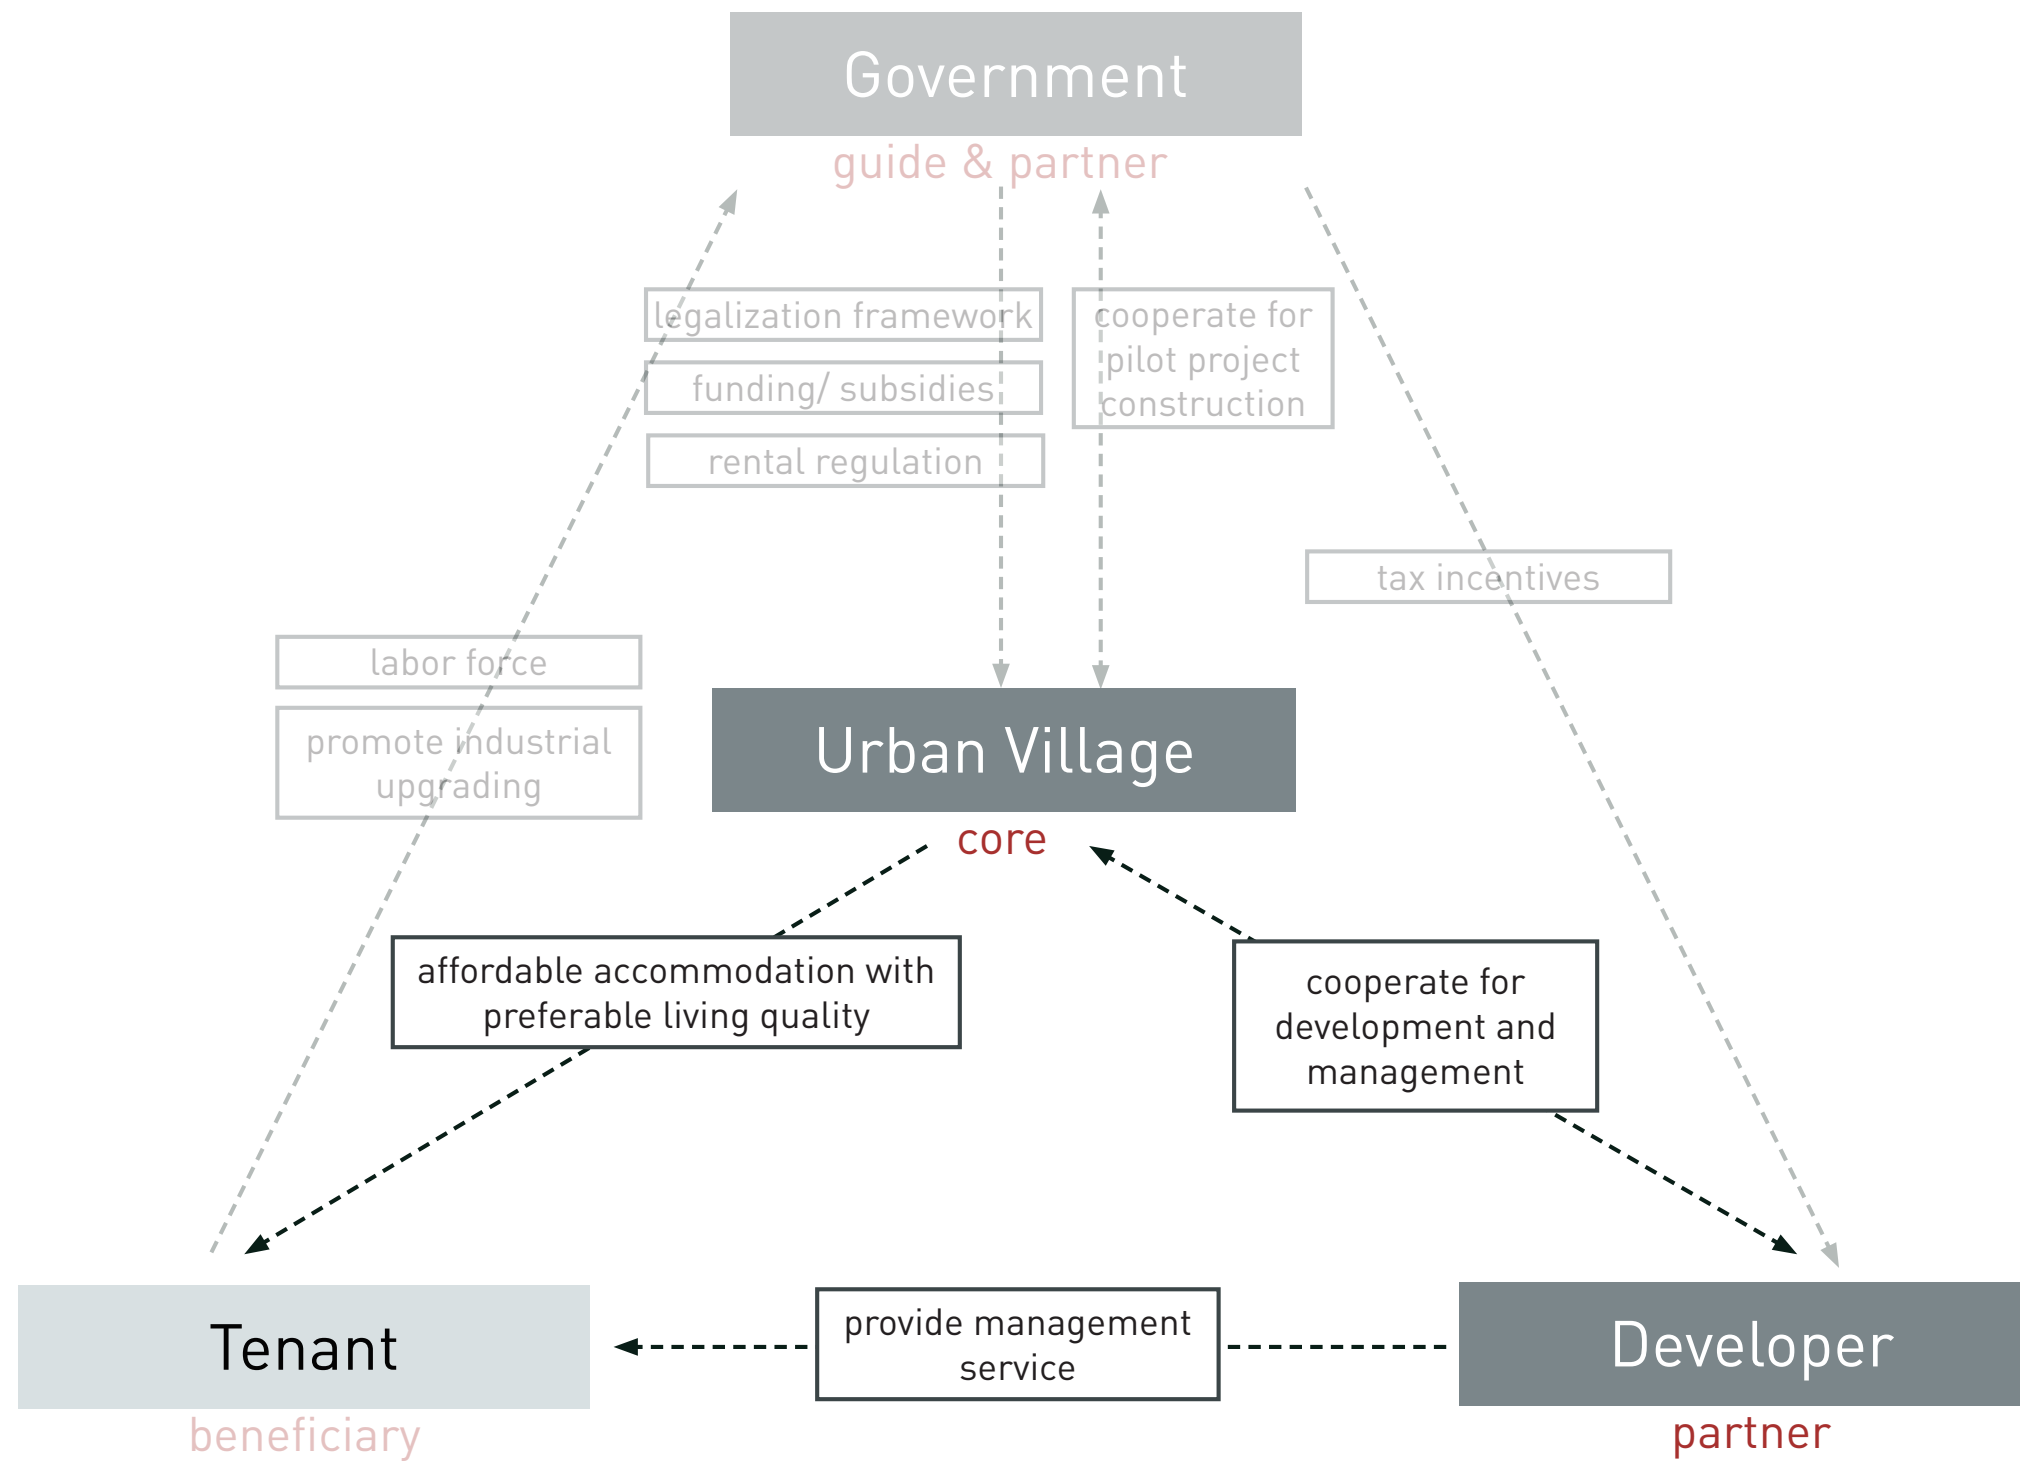 Government
guide & partner
legalization framework
funding/ subsidies
rental regulation
cooperate for
pilot project
construction
tax incentives
labor force
promote industrial
upgrading
Urban Village
core
affordable accommodation with
preferable living quality
cooperate for
development and
management
Tenant
beneficiary
provide management
service
Developer
partner